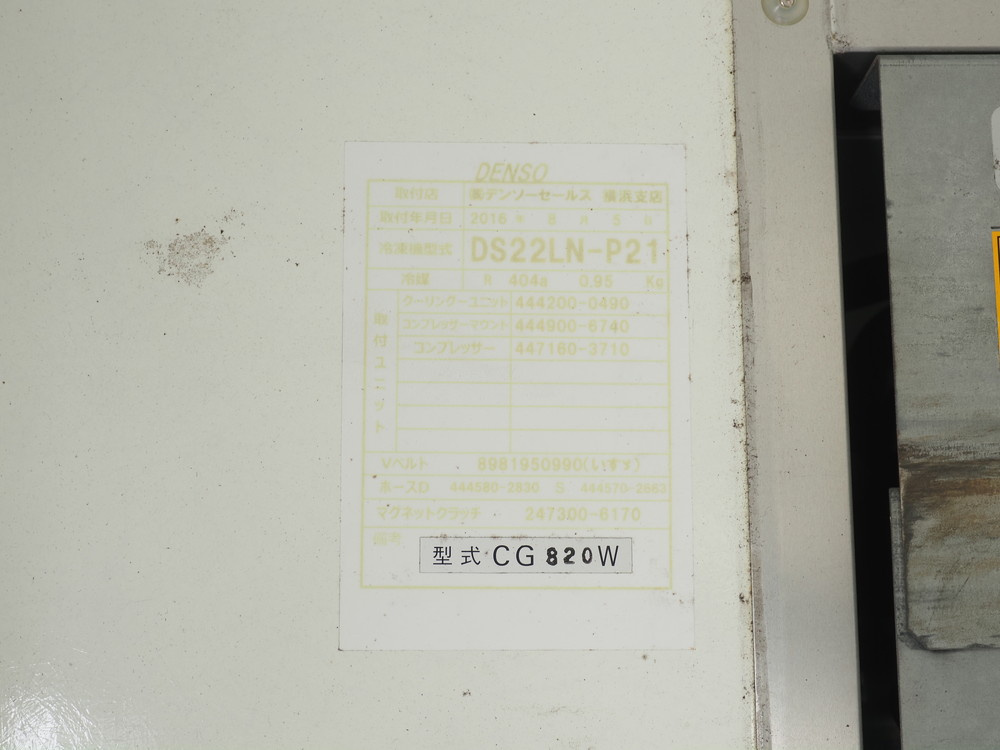 DENSO
取付店 ㈱デンソーセールス 横浜支店
取付年月日 2016 年 8 月 5 日
冷凍機型式 DS22LN-P21
冷媒 R 404a 0.95 Kg
取付ユニット
クーリングユニット 444200-0490
コンプレッサーマウント 444900-6740
コンプレッサー 447160-3710
Vベルト 8981950990(いすゞ)
ホースD 444580-2830 S 444570-2663
マグネットクラッチ 247300-6170
備考
型式 CG 820W